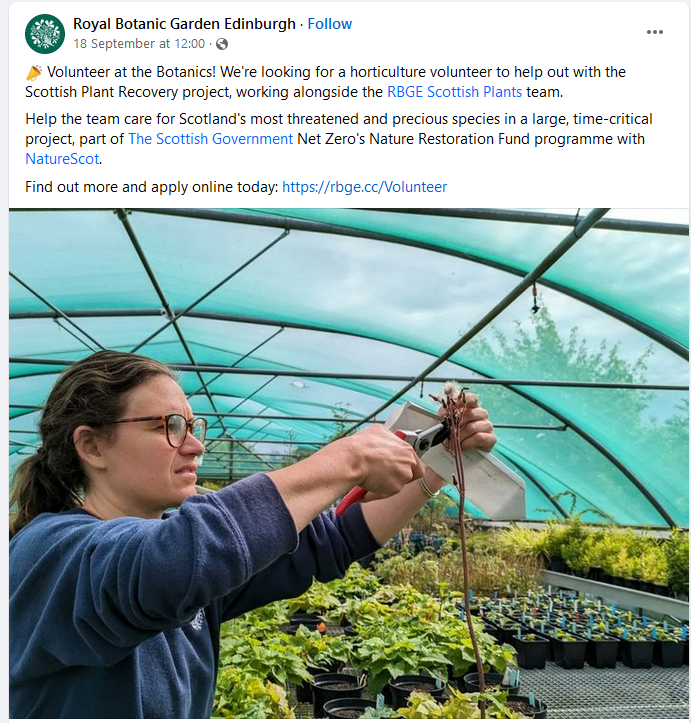 Royal Botanic Garden Edinburgh · Follow
18 September at 12:00 ·
Volunteer at the Botanics! We're looking for a horticulture volunteer to help out with the
Scottish Plant Recovery project, working alongside the RBGE Scottish Plants team.
Help the team care for Scotland's most threatened and precious species in a large, time-critical
project, part of The Scottish Government Net Zero's Nature Restoration Fund programme with
NatureScot.
Find out more and apply online today: https://rbge.cc/Volunteer